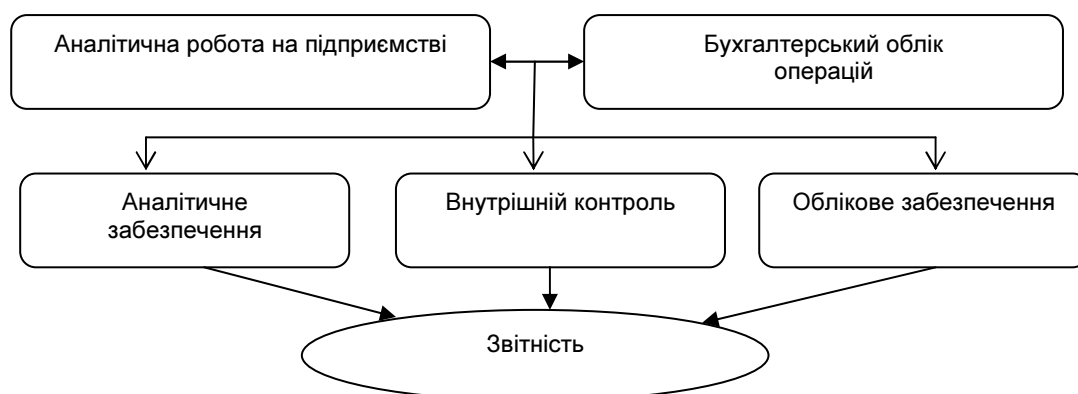 Аналітична робота на підприємстві
Бухгалтерський облік
операцій
Аналітичне
забезпечення
Внутрішній контроль
Облікове забезпечення
Звітність